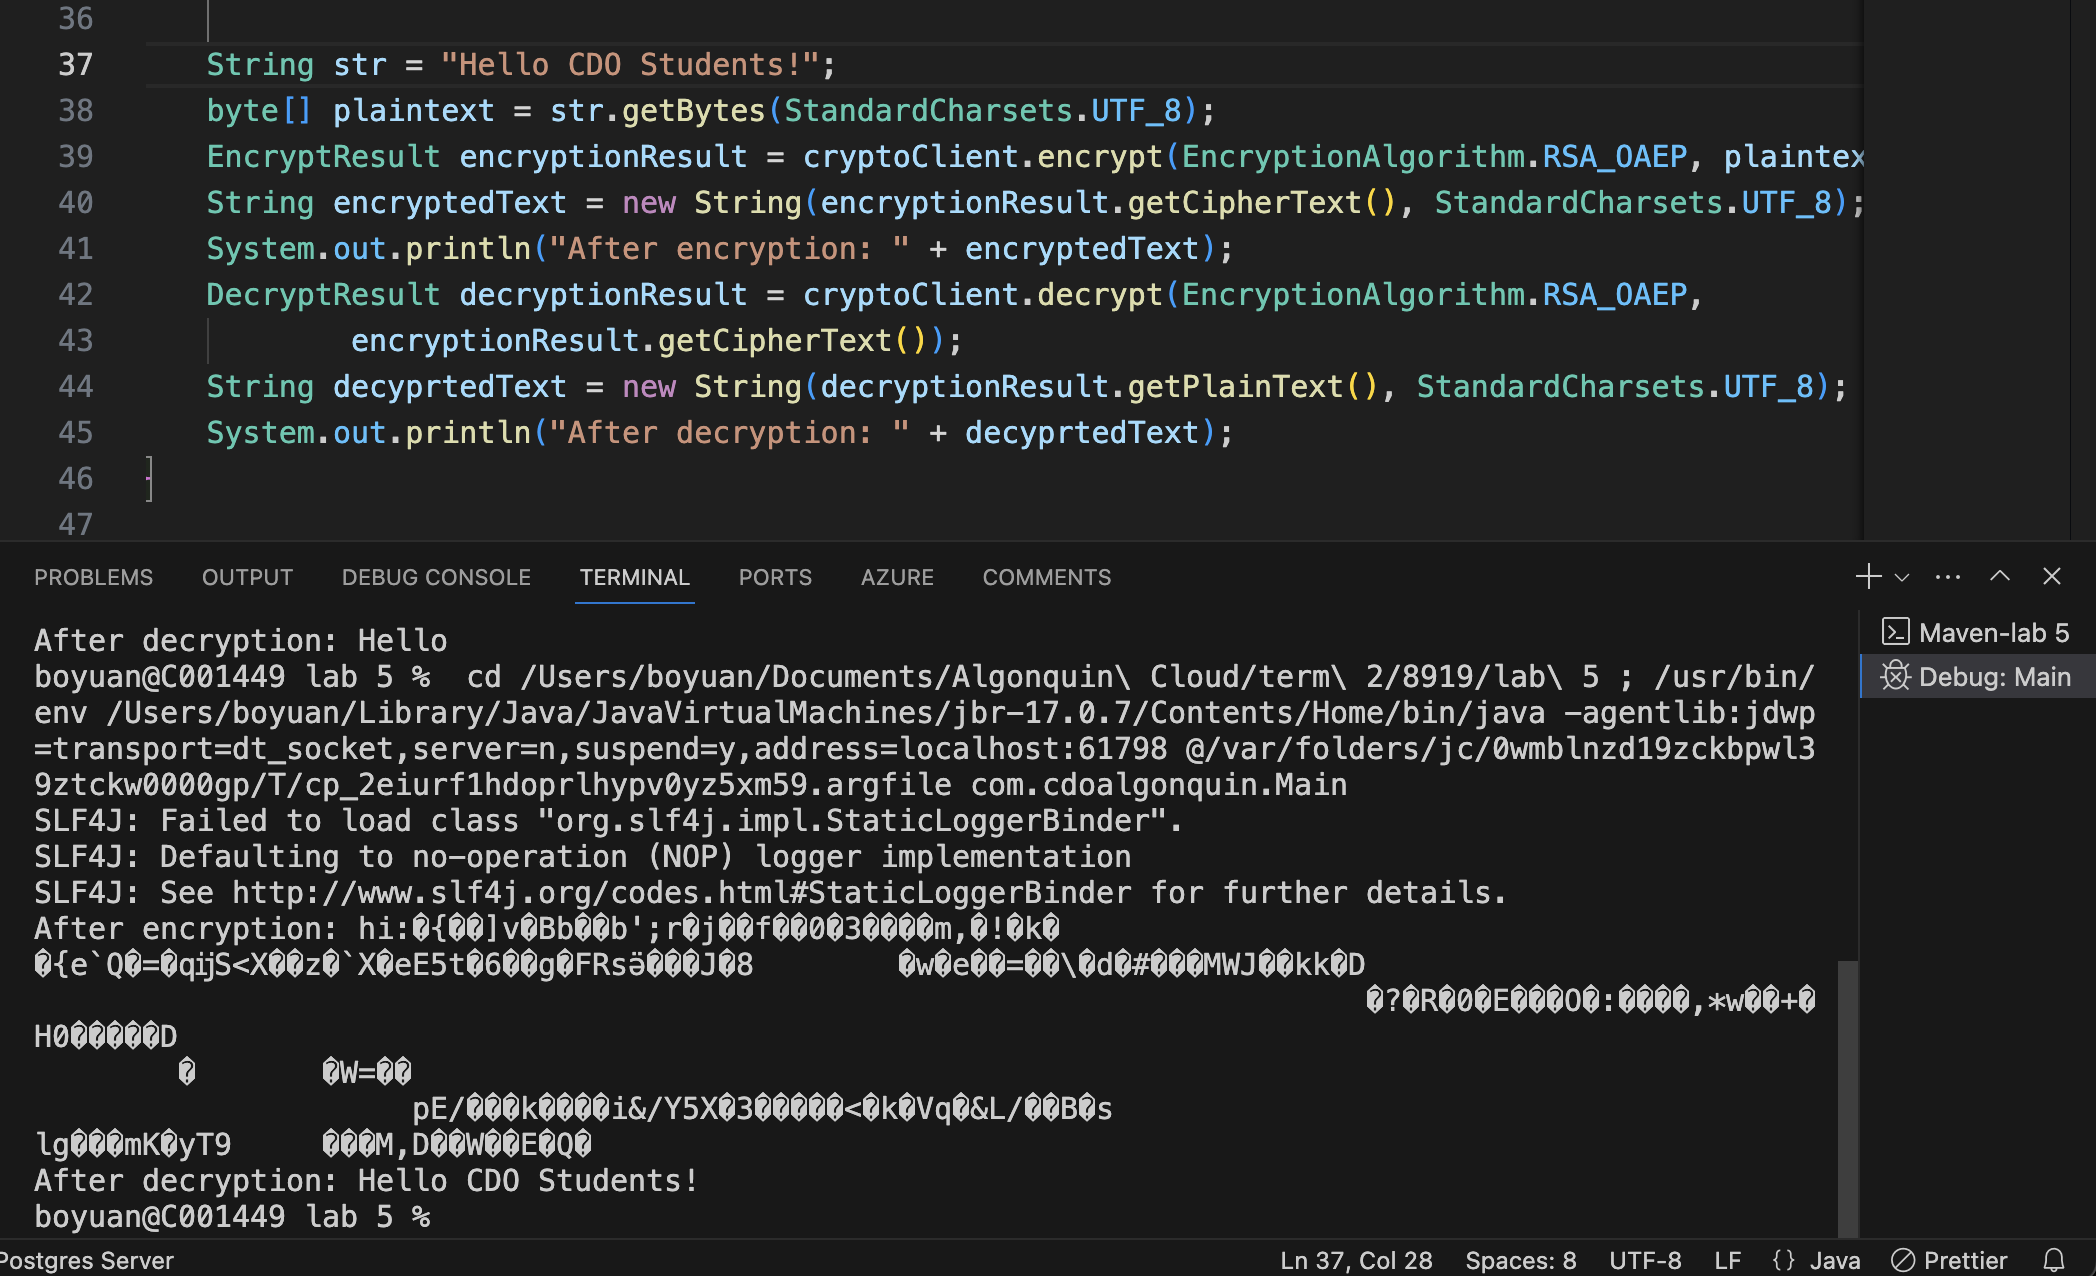 36
37 String str = "Hello CDO Students!";
38 byte[] plaintext = str.getBytes(StandardCharsets.UTF_8);
39 EncryptResult encryptionResult = cryptoClient.encrypt(EncryptionAlgorithm.RSA_OAEP, plaintex
40 String encryptedText = new String(encryptionResult.getCipherText(), StandardCharsets.UTF_8);
41 System.out.println("After encryption: " + encryptedText);
42 DecryptResult decryptionResult = cryptoClient.decrypt(EncryptionAlgorithm.RSA_OAEP,
43 encryptionResult.getCipherText());
44 String decyprtedText = new String(decryptionResult.getPlainText(), StandardCharsets.UTF_8);
45 System.out.println("After decryption: " + decyprtedText);
46
47
PROBLEMS OUTPUT DEBUG CONSOLE TERMINAL PORTS AZURE COMMENTS
After decryption: Hello
boyuan@C001449 lab 5 %  cd /Users/boyuan/Documents/Algonquin\ Cloud/term\ 2/8919/lab\ 5 ; /usr/bin/
env /Users/boyuan/Library/Java/JavaVirtualMachines/jbr-17.0.7/Contents/Home/bin/java -agentlib:jdwp
=transport=dt_socket,server=n,suspend=y,address=localhost:61798 @/var/folders/jc/0wmblnzd19zckbpwl3
9ztckw0000gp/T/cp_2eiurf1hdoprlhypv0yz5xm59.argfile com.cdoalgonquin.Main
SLF4J: Failed to load class "org.slf4j.impl.StaticLoggerBinder".
SLF4J: Defaulting to no-operation (NOP) logger implementation
SLF4J: See http://www.slf4j.org/codes.html#StaticLoggerBinder for further details.
After encryption: hi:�{��]v�Bb��b';r�j��f��0�3����m,�!�k�
�{e`Q�=�qĳS<X��z�`X�eE5t�6��g�FRsӛ���J�8 �w�e��=��\�d�#���MWJ��kk�D
�?�R�0�E���O�:����,*w��+�
H0�����D
� �W=��
pE/���k����i&/Y5X�3�����<�k�Vq�&L/��B�s
lg���mK�yT9 ���M,D��W��E�Q�
After decryption: Hello CDO Students!
boyuan@C001449 lab 5 %
Maven-lab 5
Debug: Main
Postgres Server Ln 37, Col 28 Spaces: 8 UTF-8 LF {} Java Prettier